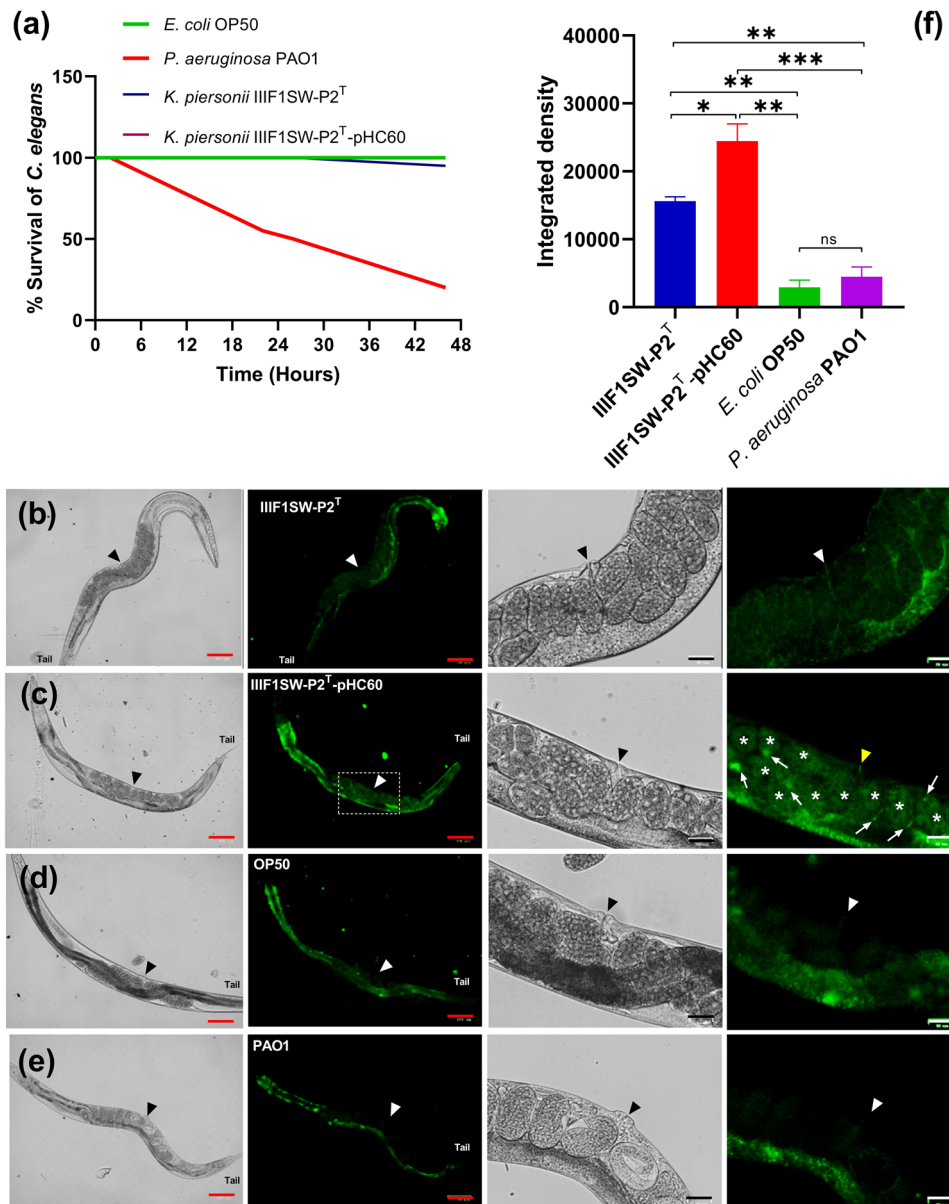 (a)
E. coli OP50
P. aeruginosa PAO1
K. piersonii IIIF1SW-P2ᵀ
K. piersonii IIIF1SW-P2ᵀ-pHC60
% Survival of C. elegans
150
100
50
0
0 6 12 18 24 30 36 42 48
Time (Hours)
(f)
Integrated density
40000
30000
20000
10000
0
**
***
**
* **
ns
IIIF1SW-P2ᵀ
IIIF1SW-P2ᵀ-pHC60
E. coli OP50
P. aeruginosa PAO1
(b)
Tail
IIIF1SW-P2ᵀ
Tail
(c)
Tail
IIIF1SW-P2ᵀ-pHC60
Tail
* * *
* * * * * * *
(d)
Tail
OP50
Tail
(e)
Tail
PAO1
Tail